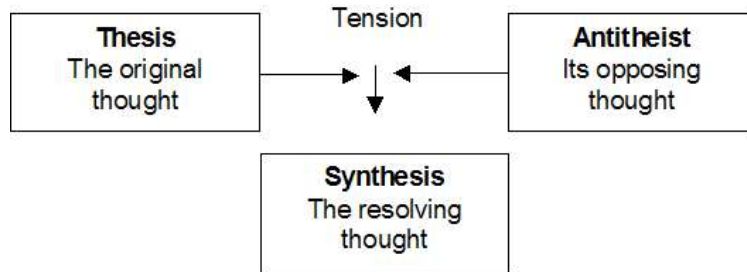 Thesis
The original
thought
Tension
Antitheist
Its opposing
thought
Synthesis
The resolving
thought